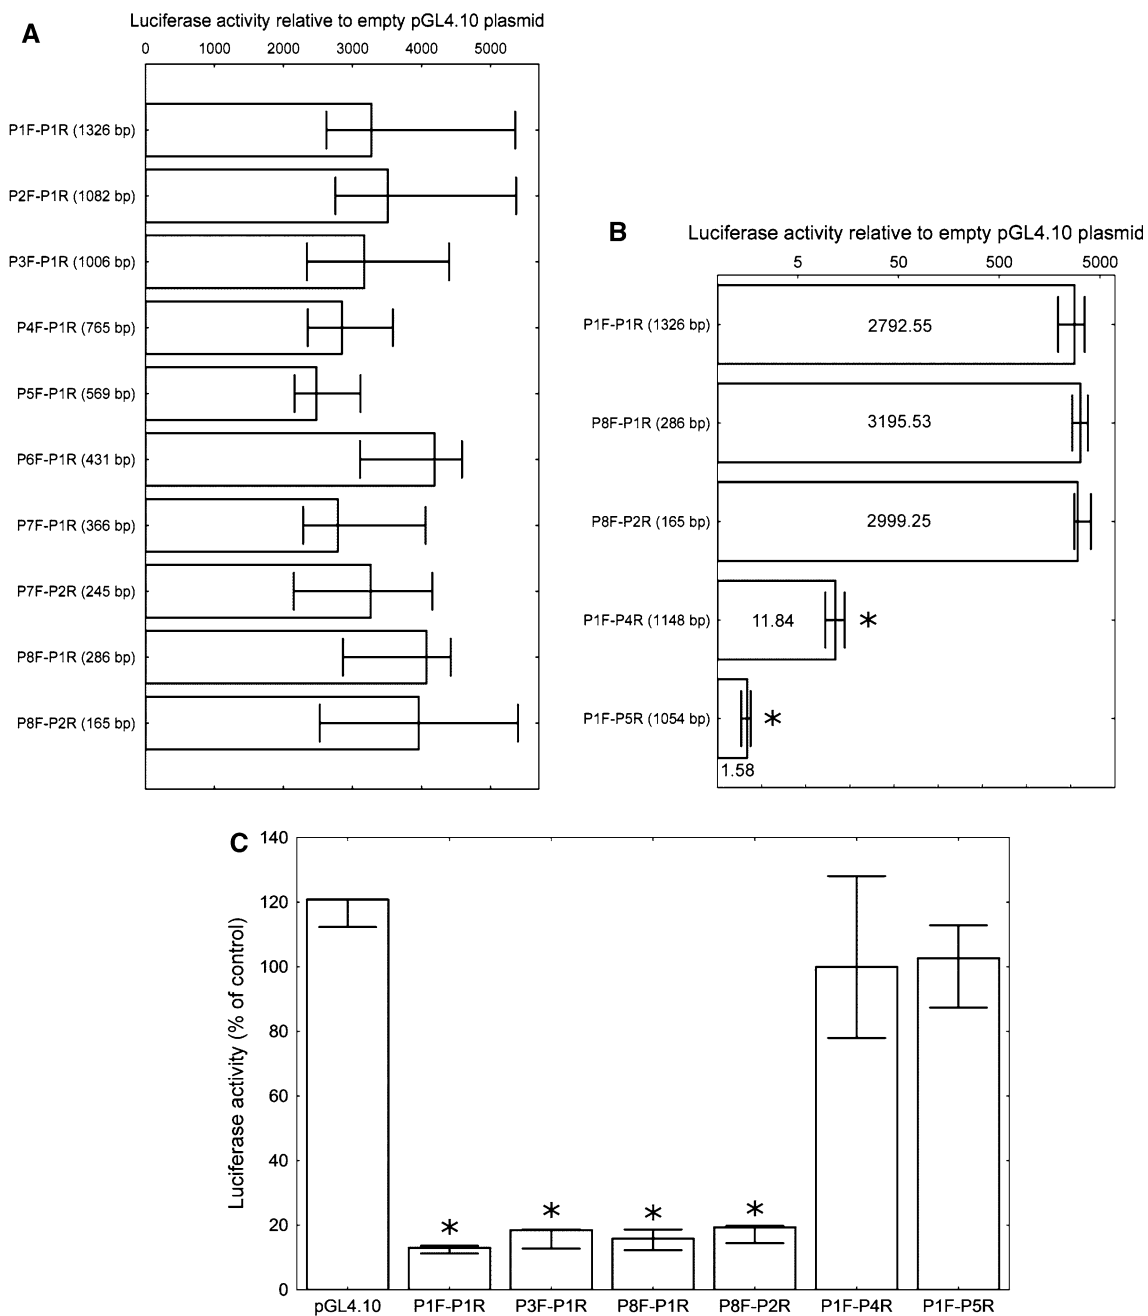 A
Luciferase activity relative to empty pGL4.10 plasmid
0 1000 2000 3000 4000 5000
P1F-P1R (1326 bp)
P2F-P1R (1082 bp)
P3F-P1R (1006 bp)
P4F-P1R (765 bp)
P5F-P1R (569 bp)
P6F-P1R (431 bp)
P7F-P1R (366 bp)
P7F-P2R (245 bp)
P8F-P1R (286 bp)
P8F-P2R (165 bp)
B
Luciferase activity relative to empty pGL4.10 plasmid
5 50 500 5000
P1F-P1R (1326 bp) 2792.55
P8F-P1R (286 bp) 3195.53
P8F-P2R (165 bp) 2999.25
P1F-P4R (1148 bp) 11.84 *
P1F-P5R (1054 bp) *
1.58
C
Luciferase activity (% of control)
140
120
100
80
60
40
20
0
* * * *
pGL4.10 P1F-P1R P3F-P1R P8F-P1R P8F-P2R P1F-P4R P1F-P5R